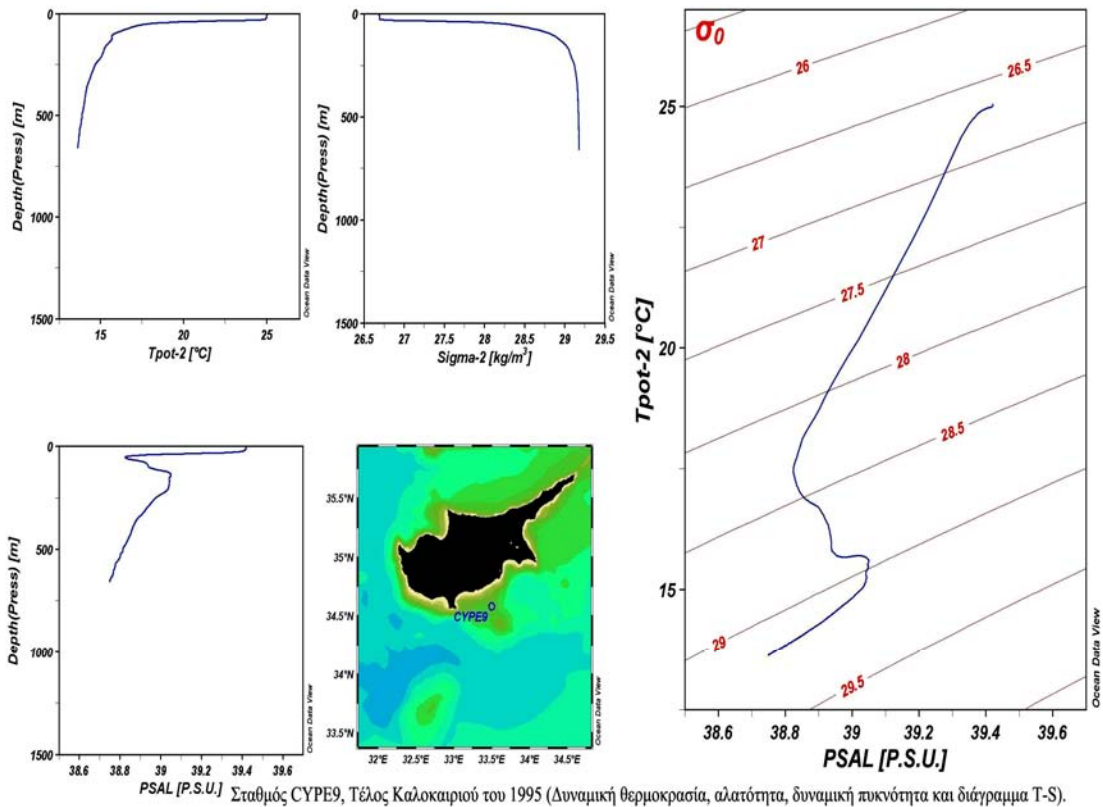 0
500
1000
1500
Depth(Press) [m]
15
20
25
Tpot-2 [°C]
Ocean Data View
0
500
1000
1500
Depth(Press) [m]
26.5
27
27.5
28
28.5
29
29.5
Sigma-2 [kg/m³]
Ocean Data View
σ₀
26
26.5
27
27.5
28
28.5
29
29.5
25
20
15
Tpot-2 [°C]
38.6
38.8
39
39.2
39.4
39.6
PSAL [P.S.U.]
Ocean Data View
0
500
1000
1500
Depth(Press) [m]
38.6
38.8
39
39.2
39.4
39.6
PSAL [P.S.U.]
Ocean Data View
35.5°N
35°N
34.5°N
34°N
33.5°N
CYPE9
32°E
32.5°E
33°E
33.5°E
34°E
34.5°E
Ocean Data View
Σταθμός CYPE9, Τέλος Καλοκαιριού του 1995 (Δυναμική θερμοκρασία, αλατότητα, δυναμική πυκνότητα και διάγραμμα T-S).